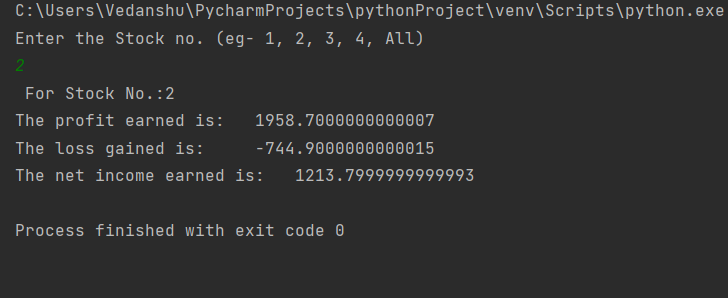 C:\Users\Vedanshu\PycharmProjects\pythonProject\venv\Scripts\python.exe
Enter the Stock no. (eg- 1, 2, 3, 4, All)
2
For Stock No.:2
The profit earned is: 1958.7000000000007
The loss gained is: -744.9000000000015
The net income earned is: 1213.7999999999993
Process finished with exit code 0